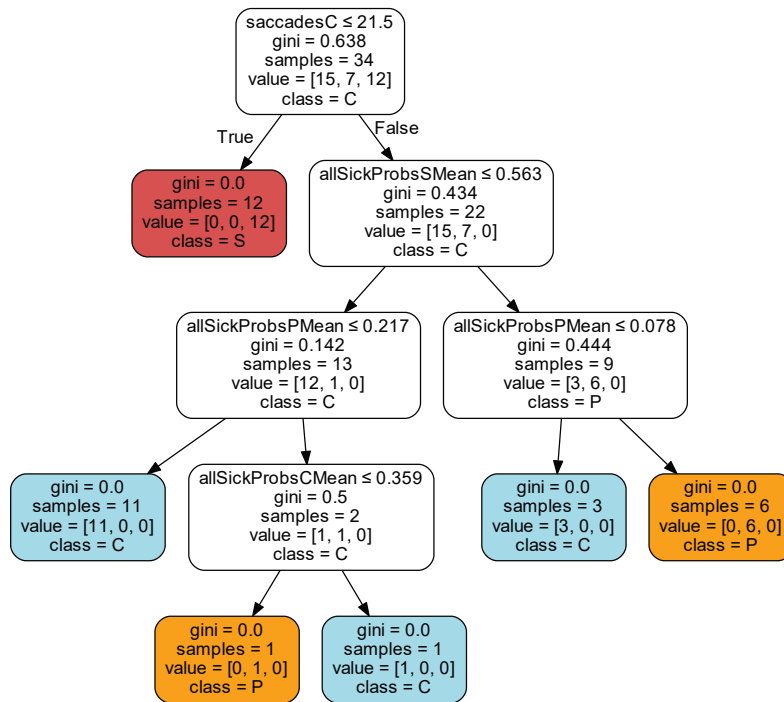 saccadesC ≤ 21.5
gini = 0.638
samples = 34
value = [15, 7, 12]
class = C
True
False
gini = 0.0
samples = 12
value = [0, 0, 12]
class = S
allSickProbsSMean ≤ 0.563
gini = 0.434
samples = 22
value = [15, 7, 0]
class = C
allSickProbsPMean ≤ 0.217
gini = 0.142
samples = 13
value = [12, 1, 0]
class = C
allSickProbsPMean ≤ 0.078
gini = 0.444
samples = 9
value = [3, 6, 0]
class = P
gini = 0.0
samples = 11
value = [11, 0, 0]
class = C
allSickProbsCMean ≤ 0.359
gini = 0.5
samples = 2
value = [1, 1, 0]
class = C
gini = 0.0
samples = 3
value = [3, 0, 0]
class = C
gini = 0.0
samples = 6
value = [0, 6, 0]
class = P
gini = 0.0
samples = 1
value = [0, 1, 0]
class = P
gini = 0.0
samples = 1
value = [1, 0, 0]
class = C